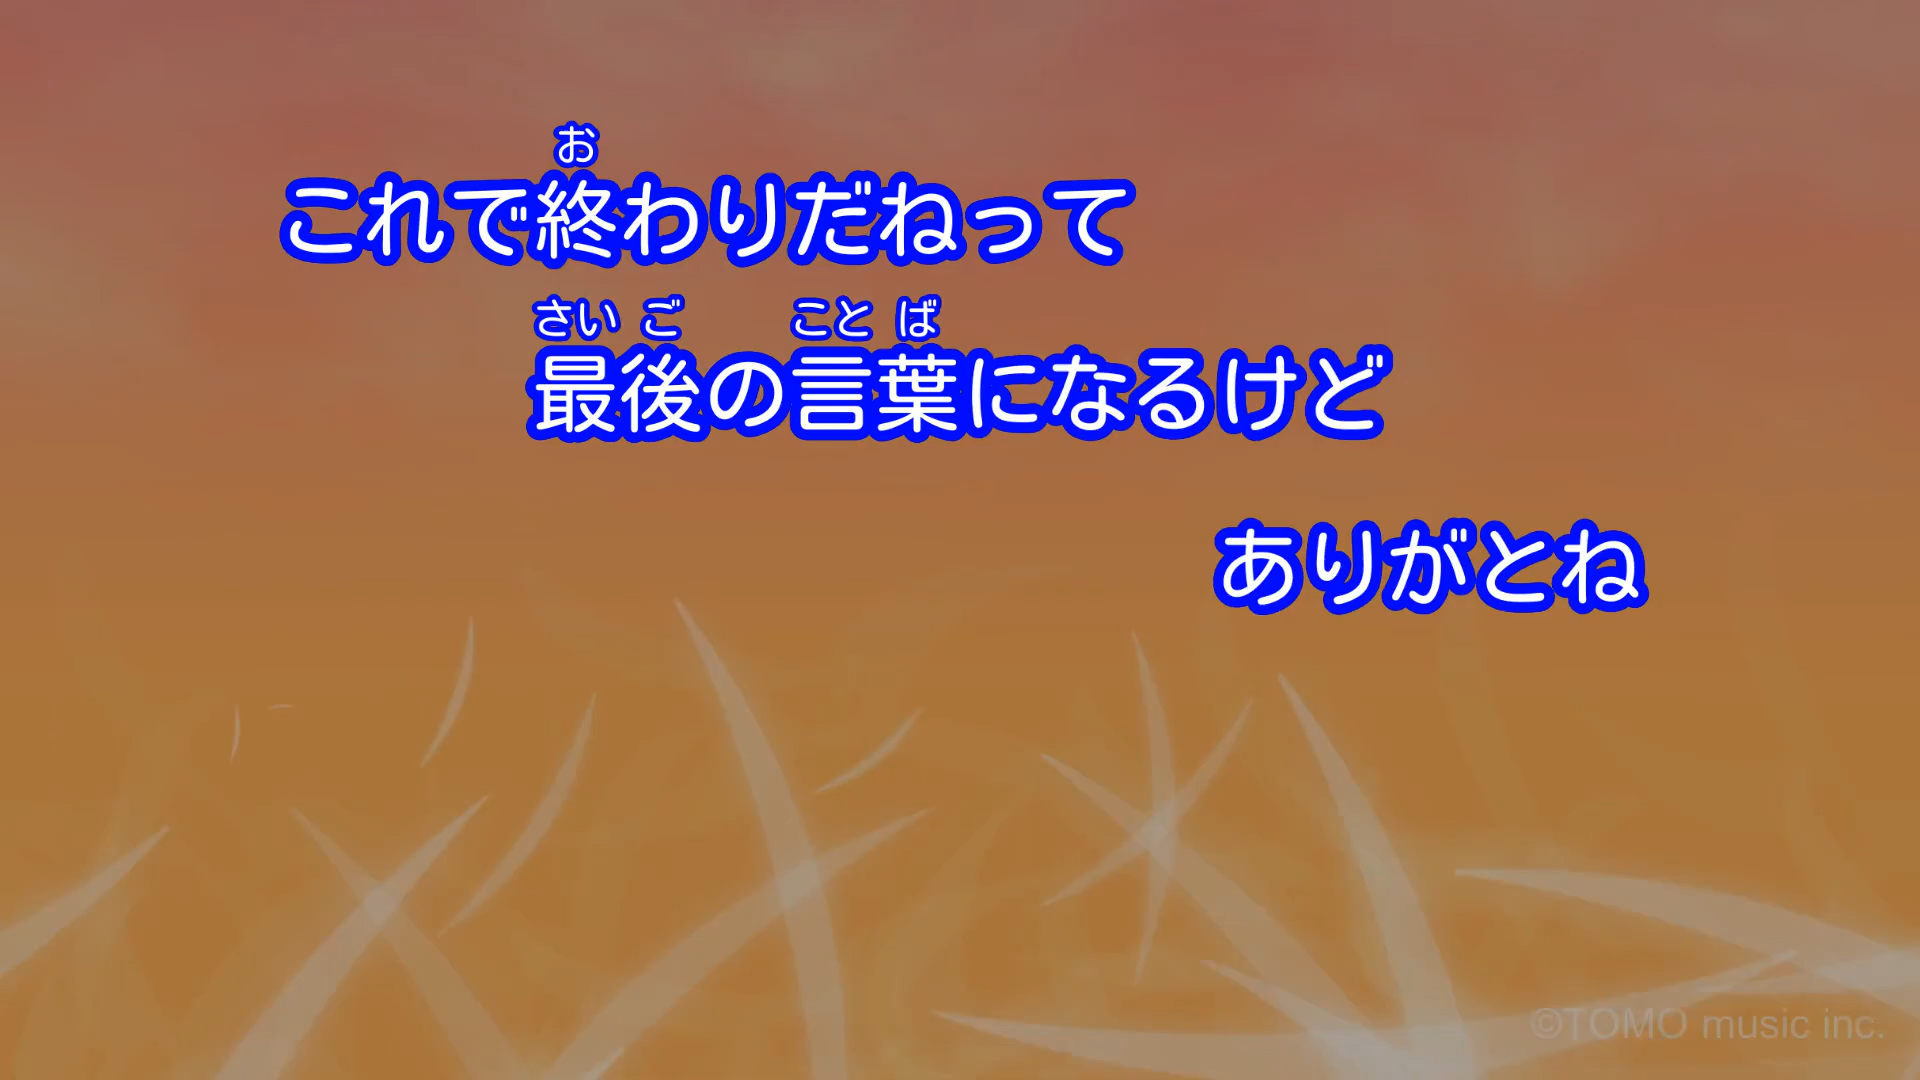 お
これで終わりだねって
さい ご こと ば
最後の言葉になるけど
ありがとね
©TOMO music inc.